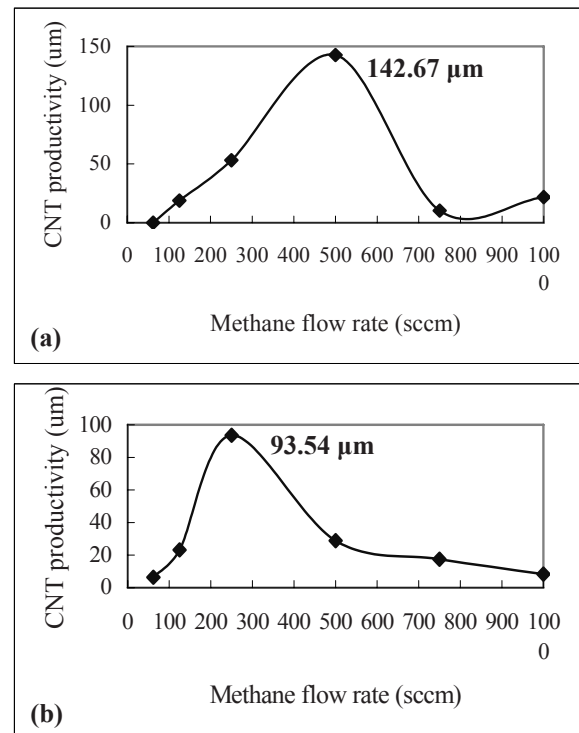 CNT productivity (um)
150
100
50
0
142.67 µm
0 100 200 300 400 500 600 700 800 900 100
0
Methane flow rate (sccm)
(a)
CNT productivity (um)
100
80
60
40
20
0
93.54 µm
0 100 200 300 400 500 600 700 800 900 100
0
Methane flow rate (sccm)
(b)